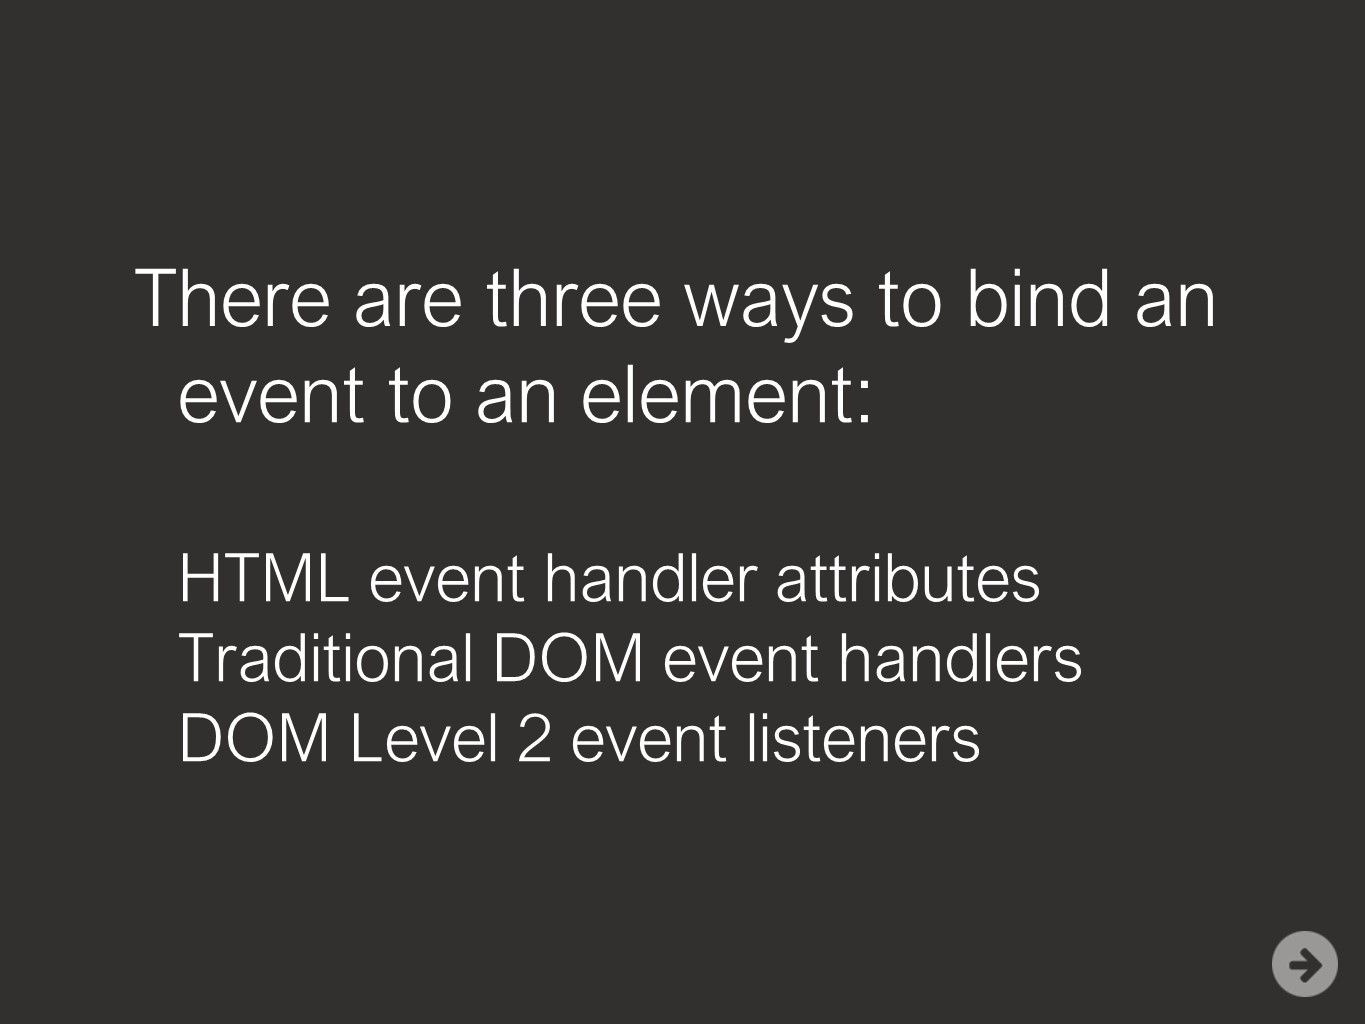 There are three ways to bind an
event to an element:
HTML event handler attributes
Traditional DOM event handlers
DOM Level 2 event listeners